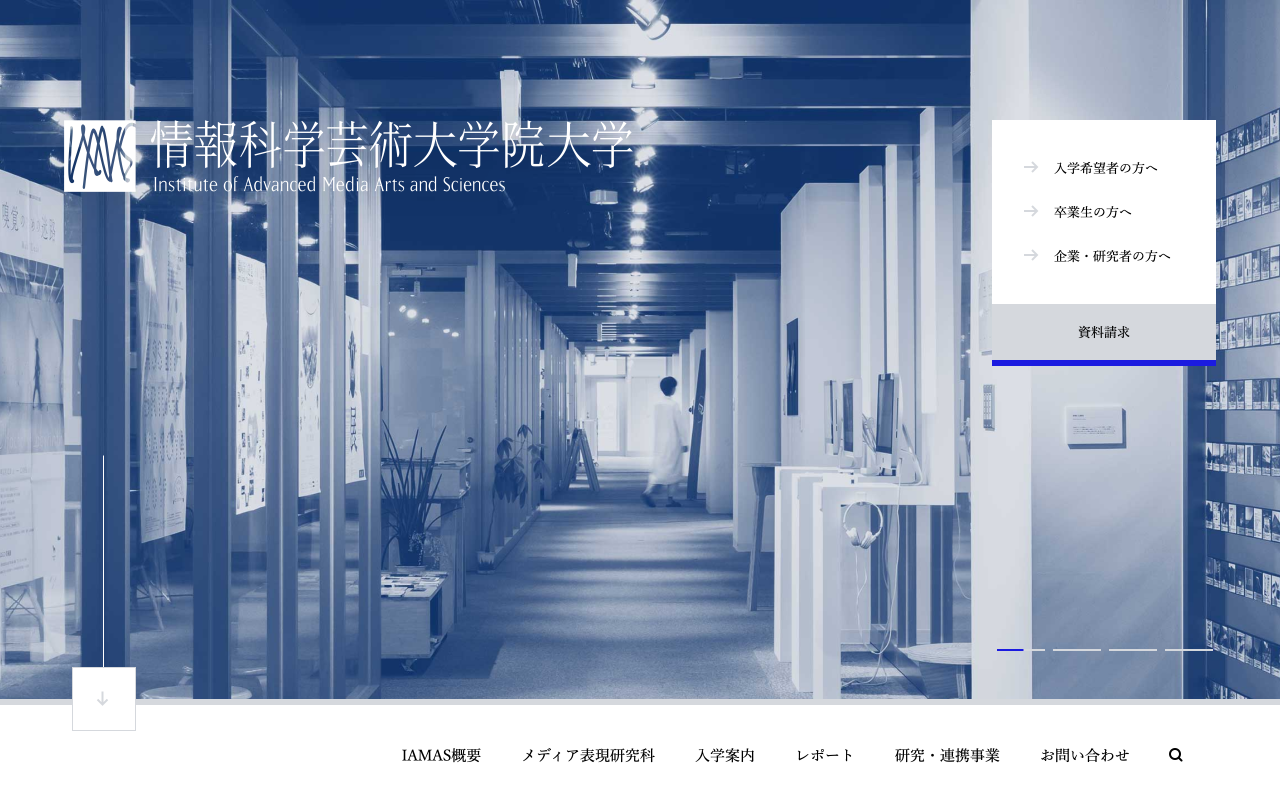 IAMAS
情報科学芸術大学院大学
Institute of Advanced Media Arts and Sciences
入学希望者の方へ
卒業生の方へ
企業・研究者の方へ
資料請求
IAMAS概要
メディア表現研究科
入学案内
レポート
研究・連携事業
お問い合わせ